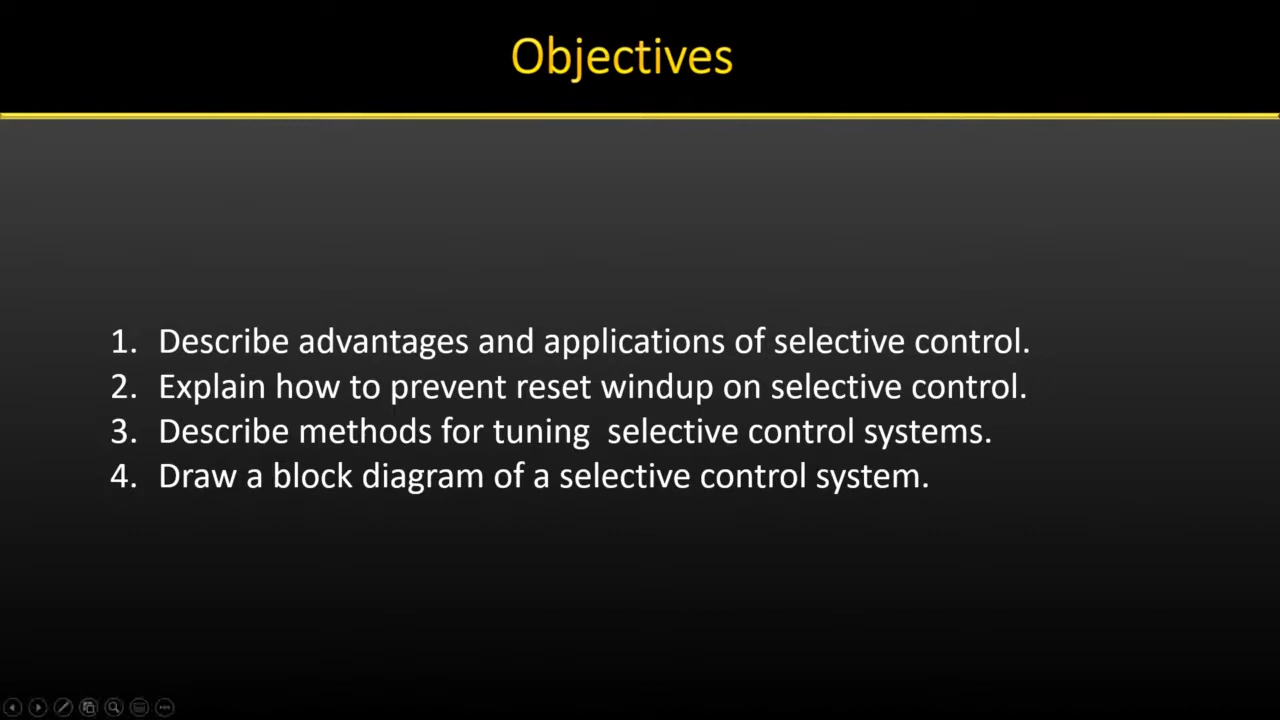 Objectives
1. Describe advantages and applications of selective control.
2. Explain how to prevent reset windup on selective control.
3. Describe methods for tuning  selective control systems.
4. Draw a block diagram of a selective control system.